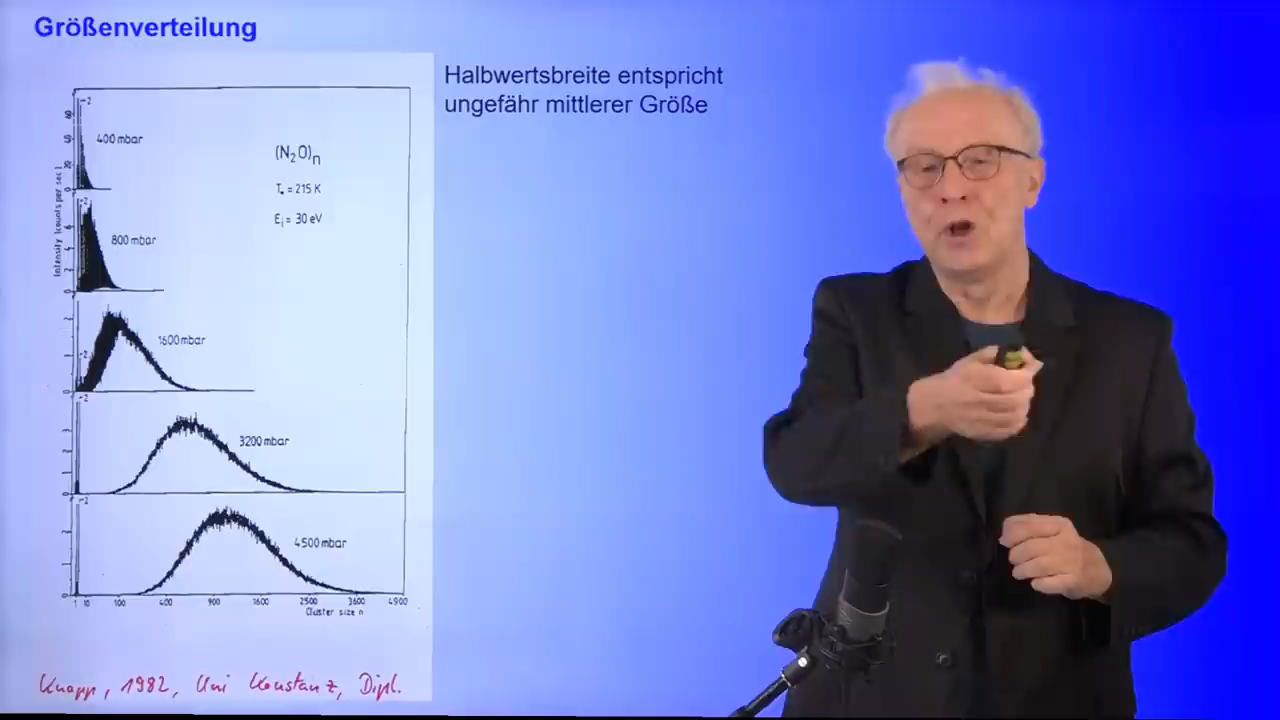 Größenverteilung
Halbwertsbreite entspricht
ungefähr mittlerer Größe
400 mbar
(N₂O)ₙ
T₀ = 215 K
Eᵢ = 30 eV
800 mbar
1600 mbar
3200 mbar
4500 mbar
Intensity [counts per sec]
1 10 100 400 900 1600 2500 3600 4900
Cluster size n
Knapp, 1982, Uni Konstanz, Dipl.